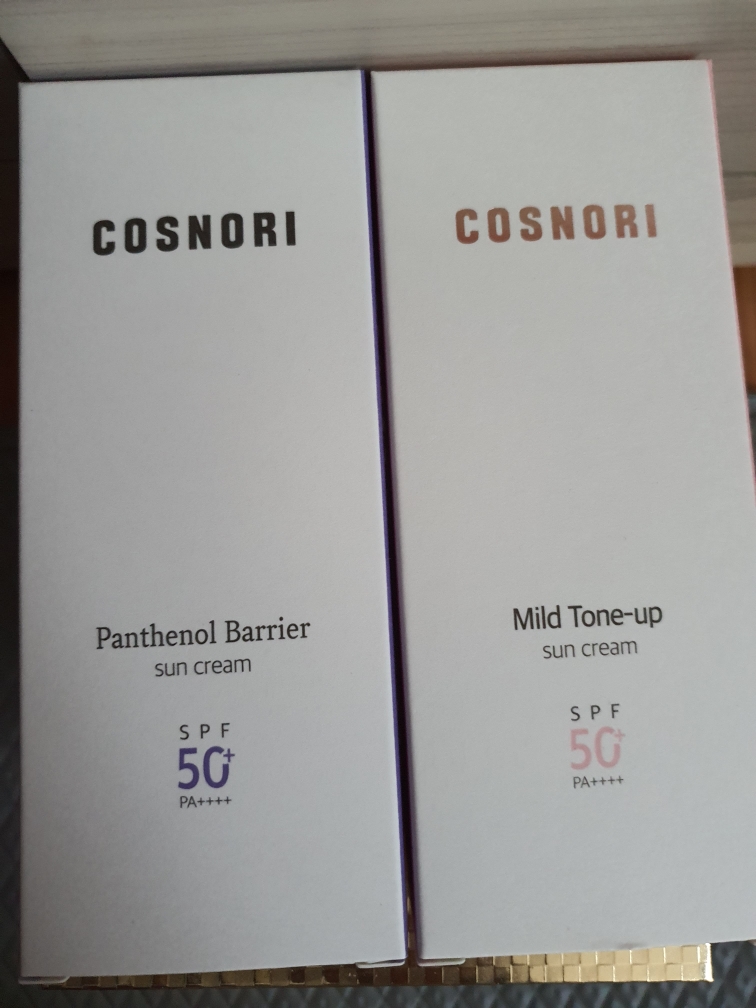 COSNORI
Panthenol Barrier
sun cream
SPF
50+
PA++++
COSNORI
Mild Tone-up
sun cream
SPF
50+
PA++++